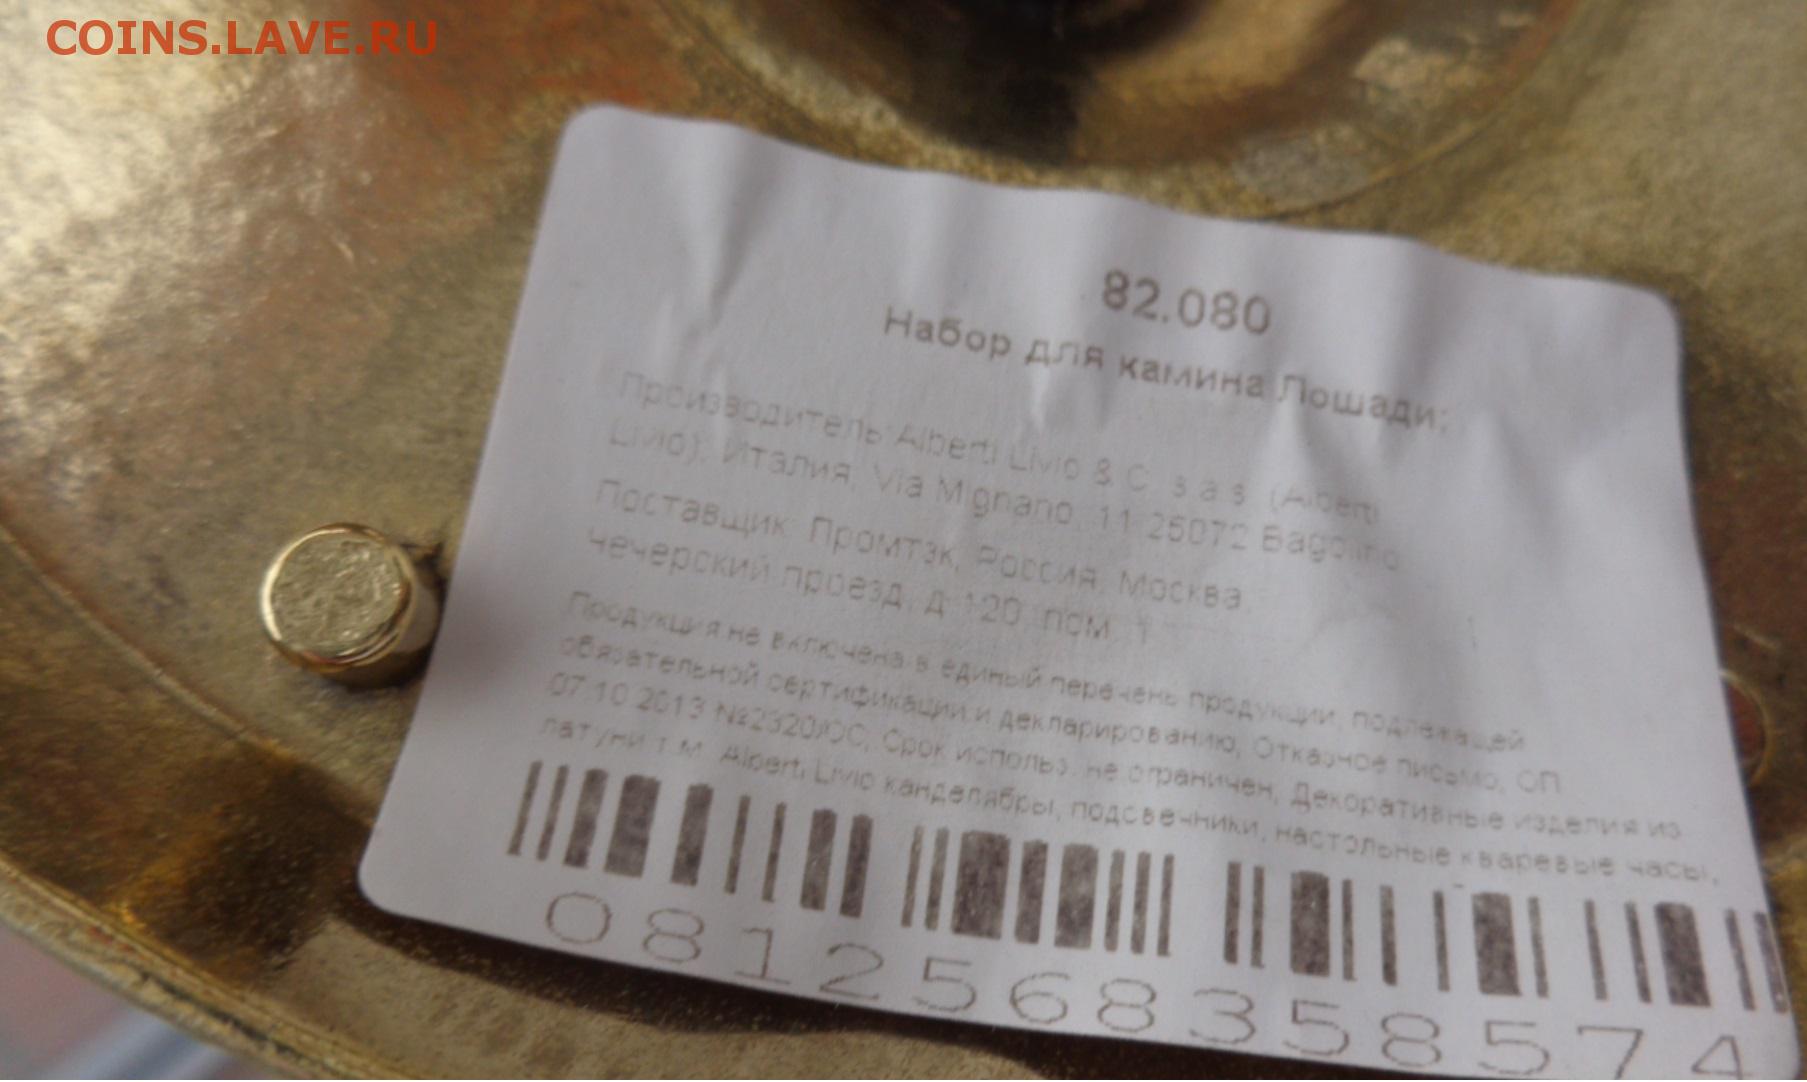 COINS.LAVE.RU
82.080
Набор для камина Лошади;
Производитель Alberti Livio & C. s a s (Alberti
Livio), Италия, Via Mignano, 11 25072 Bagolino
Поставщик: Промтэк, Россия, Москва,
Чечерский проезд, д 120, пом. 1
Продукция не включена в единый перечень продукции, подлежащей
обязательной сертификации и декларированию, Отказное письмо, ОП
07.10.2013 №2320/ОС, Срок использ. не ограничен, Декоративные изделия из
латуни т.м. Alberti Livio канделябры, подсвечники, настольные кваревые часы,
0812568358574